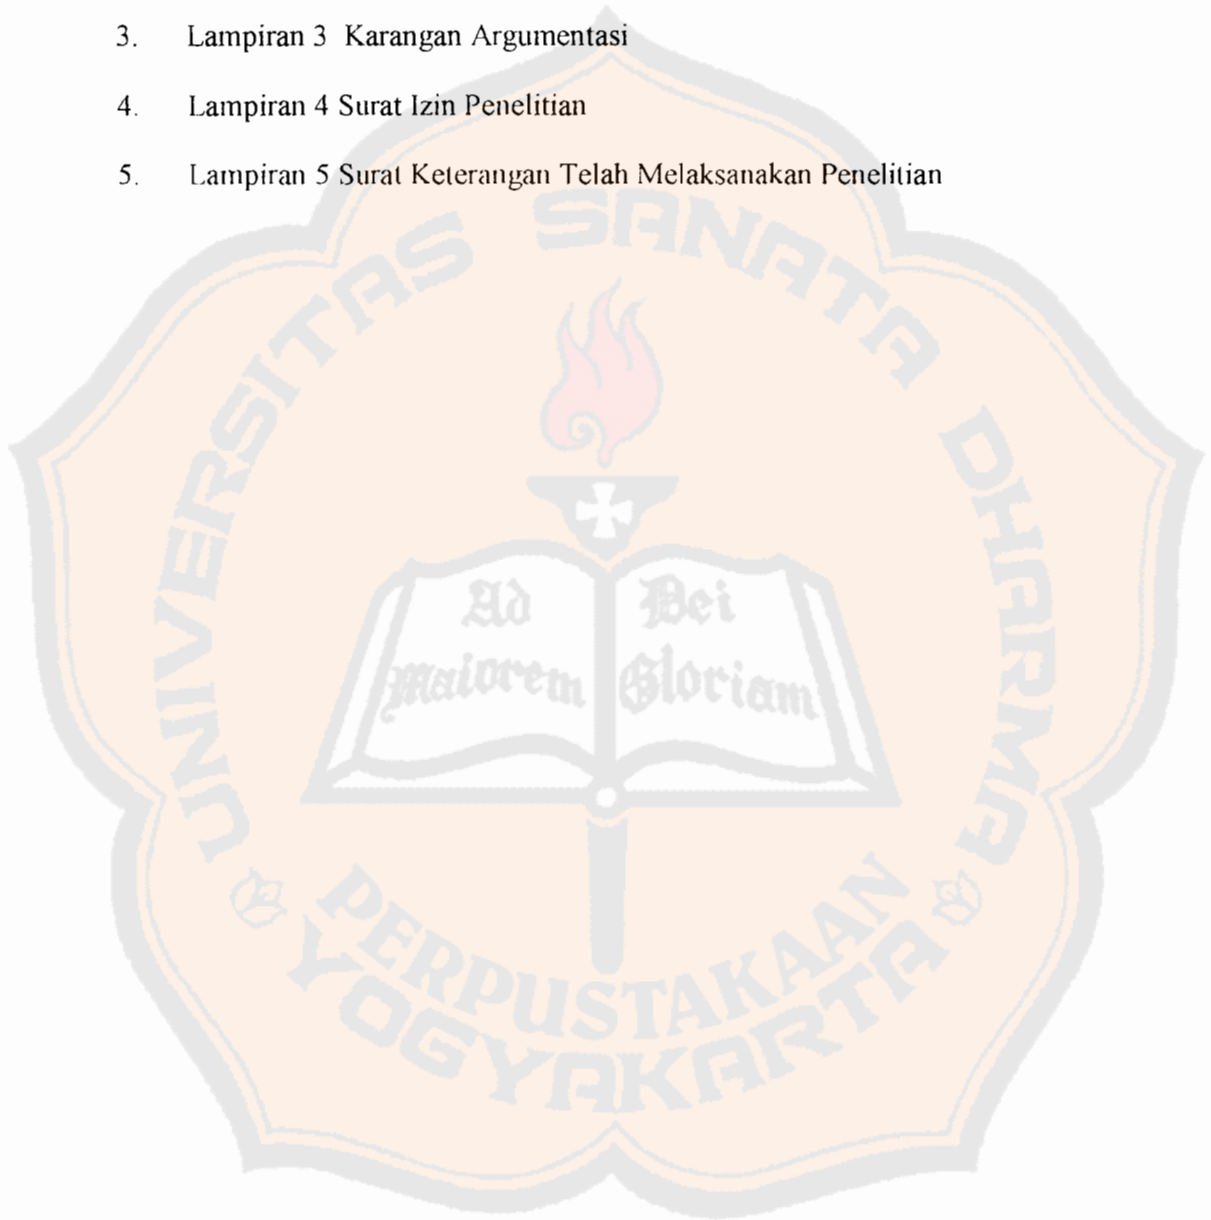 3. Lampiran 3 Karangan Argumentasi
4. Lampiran 4 Surat Izin Penelitian
5. Lampiran 5 Surat Keterangan Telah Melaksanakan Penelitian
UNIVERSITAS SANATA DHARMA
Ad Dei
maiorem Gloriam
PERPUSTAKAAN
YOGYAKARTA